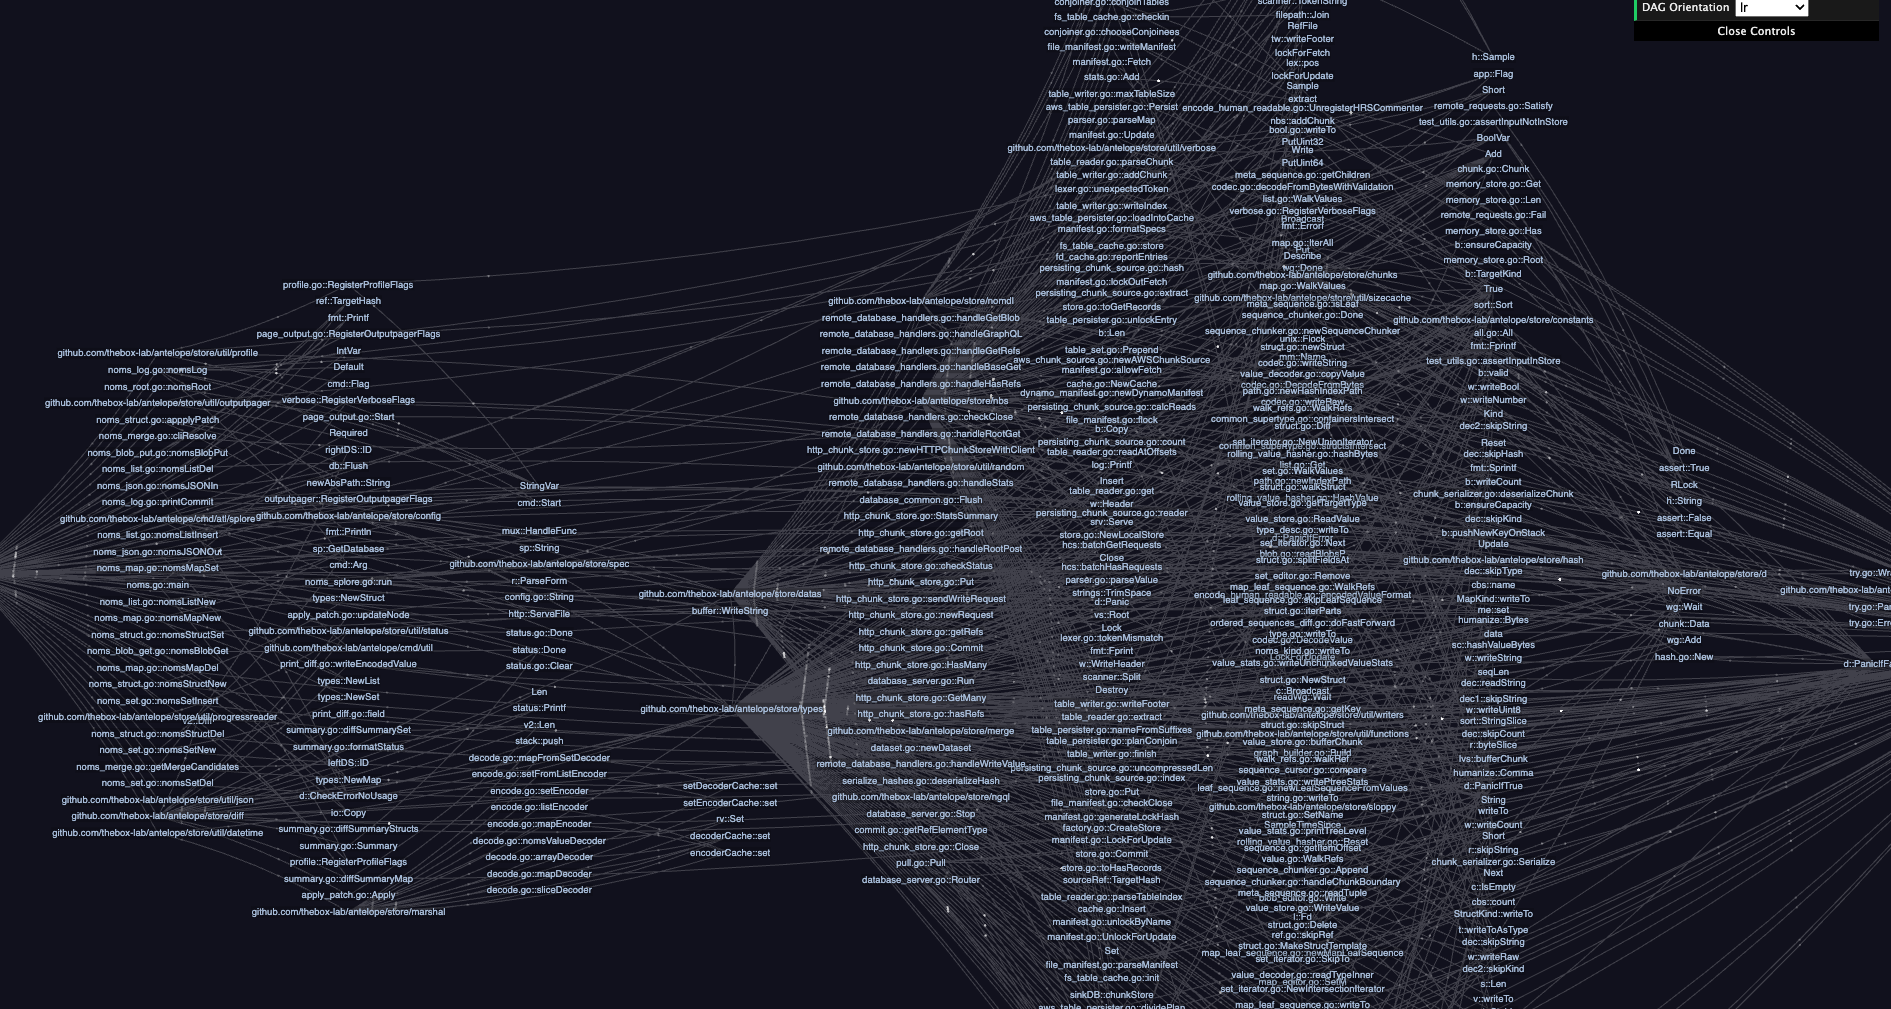 DAG Orientation lr
Close Controls
github.com/thebox-lab/antelope/store/util/profile
noms_log.go::nomsLog
noms_root.go::nomsRoot
github.com/thebox-lab/antelope/store/util/outputpager
noms_struct.go::appplyPatch
noms_merge.go::cliResolve
noms_blob_put.go::nomsBlobPut
noms_list.go::nomsListDel
noms_json.go::nomsJSONIn
noms_log.go::printCommit
github.com/thebox-lab/antelope/cmd/atl/splore
noms_list.go::nomsListInsert
noms_json.go::nomsJSONOut
noms_map.go::nomsMapSet
noms.go::main
noms_list.go::nomsListNew
noms_map.go::nomsMapNew
noms_struct.go::nomsStructSet
noms_blob_get.go::nomsBlobGet
noms_map.go::nomsMapDel
noms_struct.go::nomsStructNew
noms_set.go::nomsSetInsert
github.com/thebox-lab/antelope/store/util/progressreader
v2::Diff
noms_struct.go::nomsStructDel
noms_set.go::nomsSetNew
noms_merge.go::getMergeCandidates
noms_set.go::nomsSetDel
github.com/thebox-lab/antelope/store/util/json
github.com/thebox-lab/antelope/store/diff
github.com/thebox-lab/antelope/store/util/datetime
profile.go::RegisterProfileFlags
ref::TargetHash
fmt::Printf
page_output.go::RegisterOutputpagerFlags
IntVar
Default
cmd::Flag
verbose::RegisterVerboseFlags
page_output.go::Start
Required
rightDS::ID
db::Flush
newAbsPath::String
outputpager::RegisterOutputpagerFlags
github.com/thebox-lab/antelope/store/config
fmt::Println
sp::GetDatabase
cmd::Arg
noms_splore.go::run
types::NewStruct
apply_patch.go::updateNode
github.com/thebox-lab/antelope/store/util/status
github.com/thebox-lab/antelope/cmd/util
print_diff.go::writeEncodedValue
types::NewList
types::NewSet
print_diff.go::field
summary.go::diffSummarySet
summary.go::formatStatus
leftDS::ID
types::NewMap
d::CheckErrorNoUsage
io::Copy
summary.go::diffSummaryStructs
summary.go::Summary
profile::RegisterProfileFlags
summary.go::diffSummaryMap
apply_patch.go::Apply
github.com/thebox-lab/antelope/store/marshal
StringVar
cmd::Start
mux::HandleFunc
sp::String
github.com/thebox-lab/antelope/store/spec
r::ParseForm
config.go::String
http::ServeFile
status.go::Done
status::Done
status.go::Clear
Len
status::Printf
v2::Len
stack::push
decode.go::mapFromSetDecoder
encode.go::setFromListEncoder
encode.go::setEncoder
encode.go::listEncoder
encode.go::mapEncoder
decode.go::nomsValueDecoder
decode.go::arrayDecoder
decode.go::mapDecoder
decode.go::sliceDecoder
github.com/thebox-lab/antelope/store/datas
buffer::WriteString
github.com/thebox-lab/antelope/store/types
setDecoderCache::set
setEncoderCache::set
rv::Set
decoderCache::set
encoderCache::set
github.com/thebox-lab/antelope/store/nomdl
remote_database_handlers.go::handleGetBlob
remote_database_handlers.go::handleGraphQL
remote_database_handlers.go::handleGetRefs
remote_database_handlers.go::handleBaseGet
remote_database_handlers.go::handleHasRefs
github.com/thebox-lab/antelope/store/nbs
remote_database_handlers.go::checkClose
remote_database_handlers.go::handleRootGet
http_chunk_store.go::newHTTPChunkStoreWithClient
github.com/thebox-lab/antelope/store/util/random
remote_database_handlers.go::handleStats
database_common.go::Flush
http_chunk_store.go::StatsSummary
http_chunk_store.go::getRoot
remote_database_handlers.go::handleRootPost
http_chunk_store.go::checkStatus
http_chunk_store.go::Put
http_chunk_store.go::sendWriteRequest
http_chunk_store.go::newRequest
http_chunk_store.go::getRefs
http_chunk_store.go::Commit
http_chunk_store.go::HasMany
database_server.go::Run
http_chunk_store.go::GetMany
http_chunk_store.go::hasRefs
github.com/thebox-lab/antelope/store/merge
dataset.go::newDataset
remote_database_handlers.go::handleWriteValue
serialize_hashes.go::deserializeHash
github.com/thebox-lab/antelope/store/ngql
database_server.go::Stop
commit.go::getRefElementType
http_chunk_store.go::Close
pull.go::Pull
database_server.go::Router
conjoiner.go::conjoinTables
fs_table_cache.go::checkin
conjoiner.go::chooseConjoinees
file_manifest.go::writeManifest
manifest.go::Fetch
stats.go::Add
table_writer.go::maxTableSize
aws_table_persister.go::Persist
parser.go::parseMap
manifest.go::Update
github.com/thebox-lab/antelope/store/util/verbose
table_reader.go::parseChunk
table_writer.go::addChunk
lexer.go::unexpectedToken
table_writer.go::writeIndex
aws_table_persister.go::loadIntoCache
manifest.go::formatSpecs
fs_table_cache.go::store
fd_cache.go::reportEntries
persisting_chunk_source.go::hash
manifest.go::lockOutFetch
persisting_chunk_source.go::extract
store.go::toGetRecords
table_persister.go::unlockEntry
b::Len
table_set.go::Prepend
aws_chunk_source.go::newAWSChunkSource
manifest.go::allowFetch
cache.go::NewCache
dynamo_manifest.go::newDynamoManifest
persisting_chunk_source.go::calcReads
file_manifest.go::flock
b::Copy
persisting_chunk_source.go::count
table_reader.go::readAtOffsets
log::Printf
Insert
table_reader.go::get
w::Header
persisting_chunk_source.go::reader
srv::Serve
store.go::NewLocalStore
hcs::batchGetRequests
Close
hcs::batchHasRequests
parser.go::parseValue
strings::TrimSpace
d::Panic
vs::Root
Lock
lexer.go::tokenMismatch
fmt::Fprint
w::WriteHeader
scanner::Split
Destroy
table_writer.go::writeFooter
table_reader.go::extract
table_persister.go::nameFromSuffixes
table_persister.go::planConjoin
table_writer.go::finish
persisting_chunk_source.go::uncompressedLen
persisting_chunk_source.go::index
store.go::Put
file_manifest.go::checkClose
manifest.go::generateLockHash
factory.go::CreateStore
manifest.go::LockForUpdate
store.go::Commit
store.go::toHasRecords
sourceRef::TargetHash
table_reader.go::parseTableIndex
cache.go::Insert
manifest.go::unlockByName
manifest.go::UnlockForUpdate
Set
file_manifest.go::parseManifest
fs_table_cache.go::init
sinkDB::chunkStore
aws_table_persister.go::dividePlan
scanner::TokenString
filepath::Join
RefFile
tw::writeFooter
lockForFetch
lex::pos
lockForUpdate
Sample
extract
encode_human_readable.go::UnregisterHRSCommenter
nbs::addChunk
bool.go::writeTo
PutUint32
Write
PutUint64
meta_sequence.go::getChildren
codec.go::decodeFromBytesWithValidation
list.go::WalkValues
verbose.go::RegisterVerboseFlags
Broadcast
fmt::Errorf
map.go::IterAll
Put
Describe
wg::Done
github.com/thebox-lab/antelope/store/chunks
map.go::WalkValues
github.com/thebox-lab/antelope/store/util/sizecache
meta_sequence.go::isLeaf
sequence_chunker.go::Done
sequence_chunker.go::newSequenceChunker
unix::Flock
struct.go::newStruct
mm::Name
codec.go::writeString
value_decoder.go::copyValue
codec.go::DecodeFromBytes
path.go::newHashIndexPath
codec.go::writeRaw
walk_refs.go::WalkRefs
common_supertype.go::containersIntersect
struct.go::Diff
set_iterator.go::NewUnionIterator
common_supertype.go::structsIntersect
rolling_value_hasher.go::hashBytes
list.go::Get
set.go::WalkValues
path.go::newIndexPath
struct.go::walkStruct
rolling_value_hasher.go::HashValue
value_store.go::getTargetType
value_store.go::ReadValue
type_desc.go::writeTo
d::PanicIfError
set_iterator.go::Next
blob.go::readBlobsP
struct.go::splitFieldsAt
set_editor.go::Remove
map_leaf_sequence.go::WalkRefs
encode_human_readable.go::encodedValueFormat
leaf_sequence.go::skipLeafSequence
struct.go::iterParts
ordered_sequences_diff.go::doFastForward
type.go::writeTo
codec.go::DecodeValue
noms_kind.go::writeTo
LockForUpdate
value_stats.go::writeUnchunkedValueStats
struct.go::NewStruct
c::Broadcast
readWg::Wait
meta_sequence.go::getKey
github.com/thebox-lab/antelope/store/util/writers
struct.go::skipStruct
github.com/thebox-lab/antelope/store/util/functions
value_store.go::bufferChunk
graph_builder.go::Build
walk_refs.go::walkRef
sequence_cursor.go::compare
value_stats.go::writePtreeStats
leaf_sequence.go::newLeafSequenceFromValues
string.go::writeTo
github.com/thebox-lab/antelope/store/sloppy
struct.go::SetName
SampleTimeSince
value_stats.go::printTreeLevel
rolling_value_hasher.go::Reset
sequence.go::getItemOffset
value.go::WalkRefs
sequence_chunker.go::Append
sequence_chunker.go::handleChunkBoundary
meta_sequence.go::readTuple
blob_editor.go::Write
value_store.go::WriteValue
l::Fd
struct.go::Delete
ref.go::skipRef
struct.go::MakeStructTemplate
map_leaf_sequence.go::newMapLeafSequence
set_iterator.go::SkipTo
value_decoder.go::readTypeInner
map_editor.go::SetM
set_iterator.go::NewIntersectionIterator
map_leaf_sequence.go::writeTo
h::Sample
app::Flag
Short
remote_requests.go::Satisfy
test_utils.go::assertInputNotInStore
BoolVar
Add
chunk.go::Chunk
memory_store.go::Get
memory_store.go::Len
remote_requests.go::Fail
memory_store.go::Has
b::ensureCapacity
memory_store.go::Root
b::TargetKind
True
sort::Sort
github.com/thebox-lab/antelope/store/constants
all.go::All
fmt::Fprintf
test_utils.go::assertInputInStore
b::valid
w::writeBool
w::writeNumber
Kind
dec2::skipString
Reset
dec::skipHash
fmt::Sprintf
b::writeCount
chunk_serializer.go::deserializeChunk
b::ensureCapacity
dec::skipKind
b::pushNewKeyOnStack
Update
github.com/thebox-lab/antelope/store/hash
dec::skipType
cbs::name
MapKind::writeTo
me::set
humanize::Bytes
data
sc::hashValueBytes
w::writeString
seqLen
dec::readString
dec1::skipString
w::writeUint8
sort::StringSlice
dec::skipCount
r::byteSlice
lvs::bufferChunk
humanize::Comma
d::PanicIfTrue
String
writeTo
w::writeCount
Short
r::skipString
chunk_serializer.go::Serialize
Next
c::IsEmpty
cbs::count
StructKind::writeTo
t::writeToAsType
dec::skipString
w::writeRaw
dec2::skipKind
s::Len
v::writeTo
Done
assert::True
RLock
h::String
assert::False
assert::Equal
github.com/thebox-lab/antelope/store/d
NoError
wg::Wait
chunk::Data
wg::Add
hash.go::New
try.go::Wr
github.com/thebox-lab/ant
try.go::Pa
try.go::Err
d::PanicIfFa